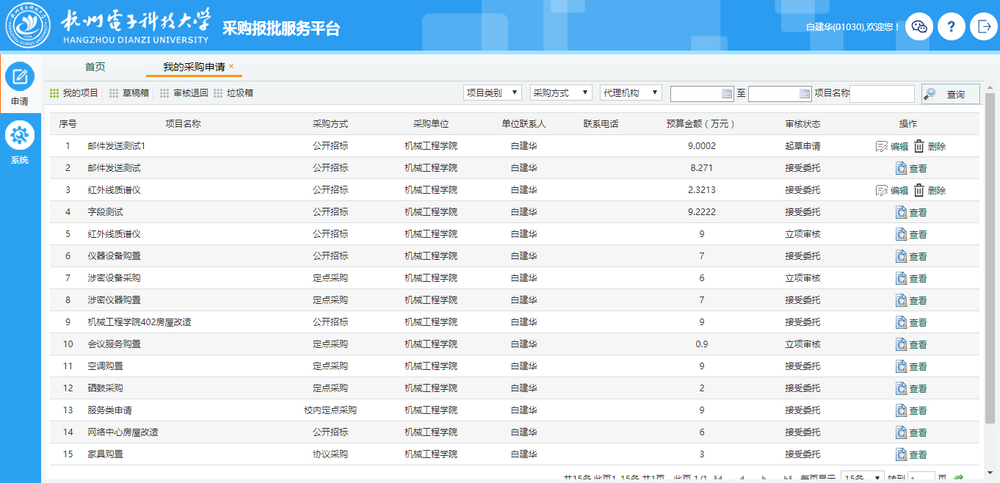 杭州电子科技大学
HANGZHOU DIANZI UNIVERSITY
采购报批服务平台
白建华(01030),欢迎您！
?
申请
系统
首页 我的采购申请 ×
我的项目 草稿箱 审核退回 垃圾箱 项目类别 采购方式 代理机构 至 项目名称 查询
序号 项目名称 采购方式 采购单位 单位联系人 联系电话 预算金额（万元） 审核状态 操作
1 邮件发送测试1 公开招标 机械工程学院 白建华 9.0002 起草申请 编辑 删除
2 邮件发送测试 公开招标 机械工程学院 白建华 8.271 接受委托 查看
3 红外线质谱仪 公开招标 机械工程学院 白建华 2.3213 接受委托 编辑 删除
4 字段测试 公开招标 机械工程学院 白建华 9.2222 接受委托 查看
5 红外线质谱仪 公开招标 机械工程学院 白建华 9 立项审核 查看
6 仪器设备购置 公开招标 机械工程学院 白建华 7 接受委托 查看
7 涉密设备采购 定点采购 机械工程学院 白建华 6 立项审核 查看
8 涉密仪器购置 定点采购 机械工程学院 白建华 7 接受委托 查看
9 机械工程学院402房屋改造 公开招标 机械工程学院 白建华 9 接受委托 查看
10 会议服务购置 定点采购 机械工程学院 白建华 0.9 立项审核 查看
11 空调购置 定点采购 机械工程学院 白建华 9 接受委托 查看
12 硒鼓采购 定点采购 机械工程学院 白建华 2 接受委托 查看
13 服务类申请 校内定点采购 机械工程学院 白建华 9 接受委托 查看
14 网络中心房屋改造 公开招标 机械工程学院 白建华 6 接受委托 查看
15 家具购置 协议采购 机械工程学院 白建华 3 接受委托 查看
共15条 此页1-15条 共1页 此页 1/1 每页显示 15条 转到 1 页